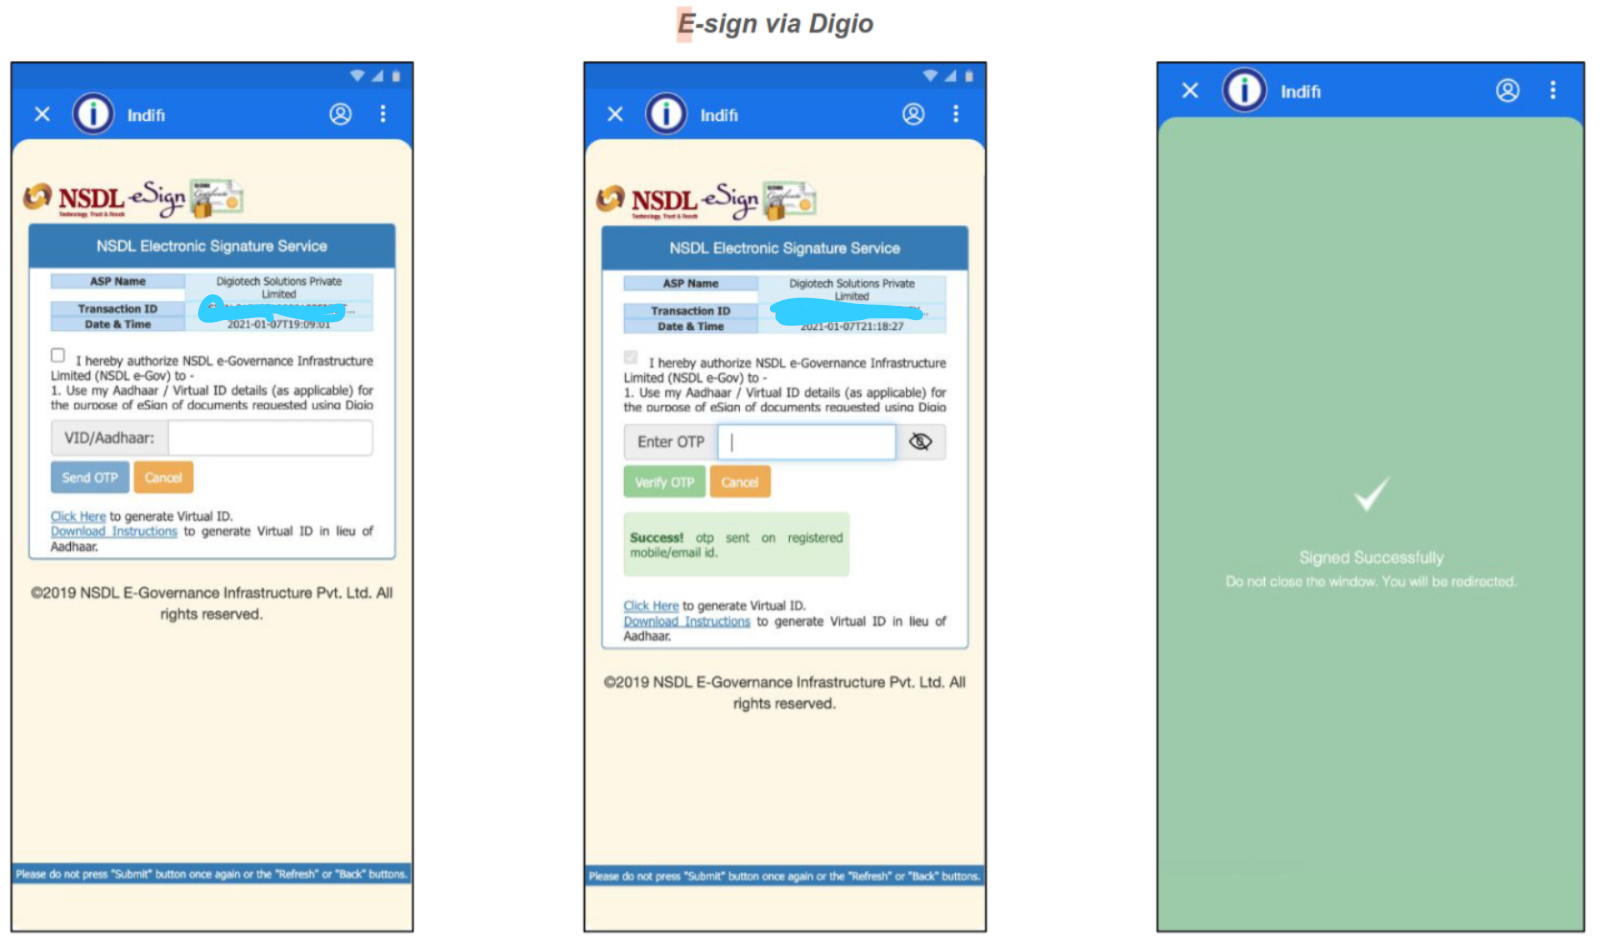 E-sign via Digio
Indifi
NSDL eSign
Technology, Trust & Reach
NSDL Electronic Signature Service
ASP Name
Digiotech Solutions Private
Limited
Transaction ID
Date & Time
2021-01-07T19:09:01
I hereby authorize NSDL e-Governance Infrastructure
Limited (NSDL e-Gov) to -
1. Use my Aadhaar / Virtual ID details (as applicable) for
the purpose of eSign of documents requested using Digio
VID/Aadhaar:
Send OTP
Cancel
Click Here to generate Virtual ID.
Download Instructions to generate Virtual ID in lieu of
Aadhaar.
©2019 NSDL E-Governance Infrastructure Pvt. Ltd. All
rights reserved.
Please do not press "Submit" button once again or the "Refresh" or "Back" buttons.
Indifi
NSDL eSign
Technology, Trust & Reach
NSDL Electronic Signature Service
ASP Name
Digiotech Solutions Private
Limited
Transaction ID
Date & Time
2021-01-07T21:18:27
I hereby authorize NSDL e-Governance Infrastructure
Limited (NSDL e-Gov) to -
1. Use my Aadhaar / Virtual ID details (as applicable) for
the purpose of eSign of documents requested using Digio
Enter OTP
Verify OTP
Cancel
Success! otp sent on registered
mobile/email id.
Click Here to generate Virtual ID.
Download Instructions to generate Virtual ID in lieu of
Aadhaar.
©2019 NSDL E-Governance Infrastructure Pvt. Ltd. All
rights reserved.
Please do not press "Submit" button once again or the "Refresh" or "Back" buttons.
Indifi
Signed Successfully
Do not close the window. You will be redirected.